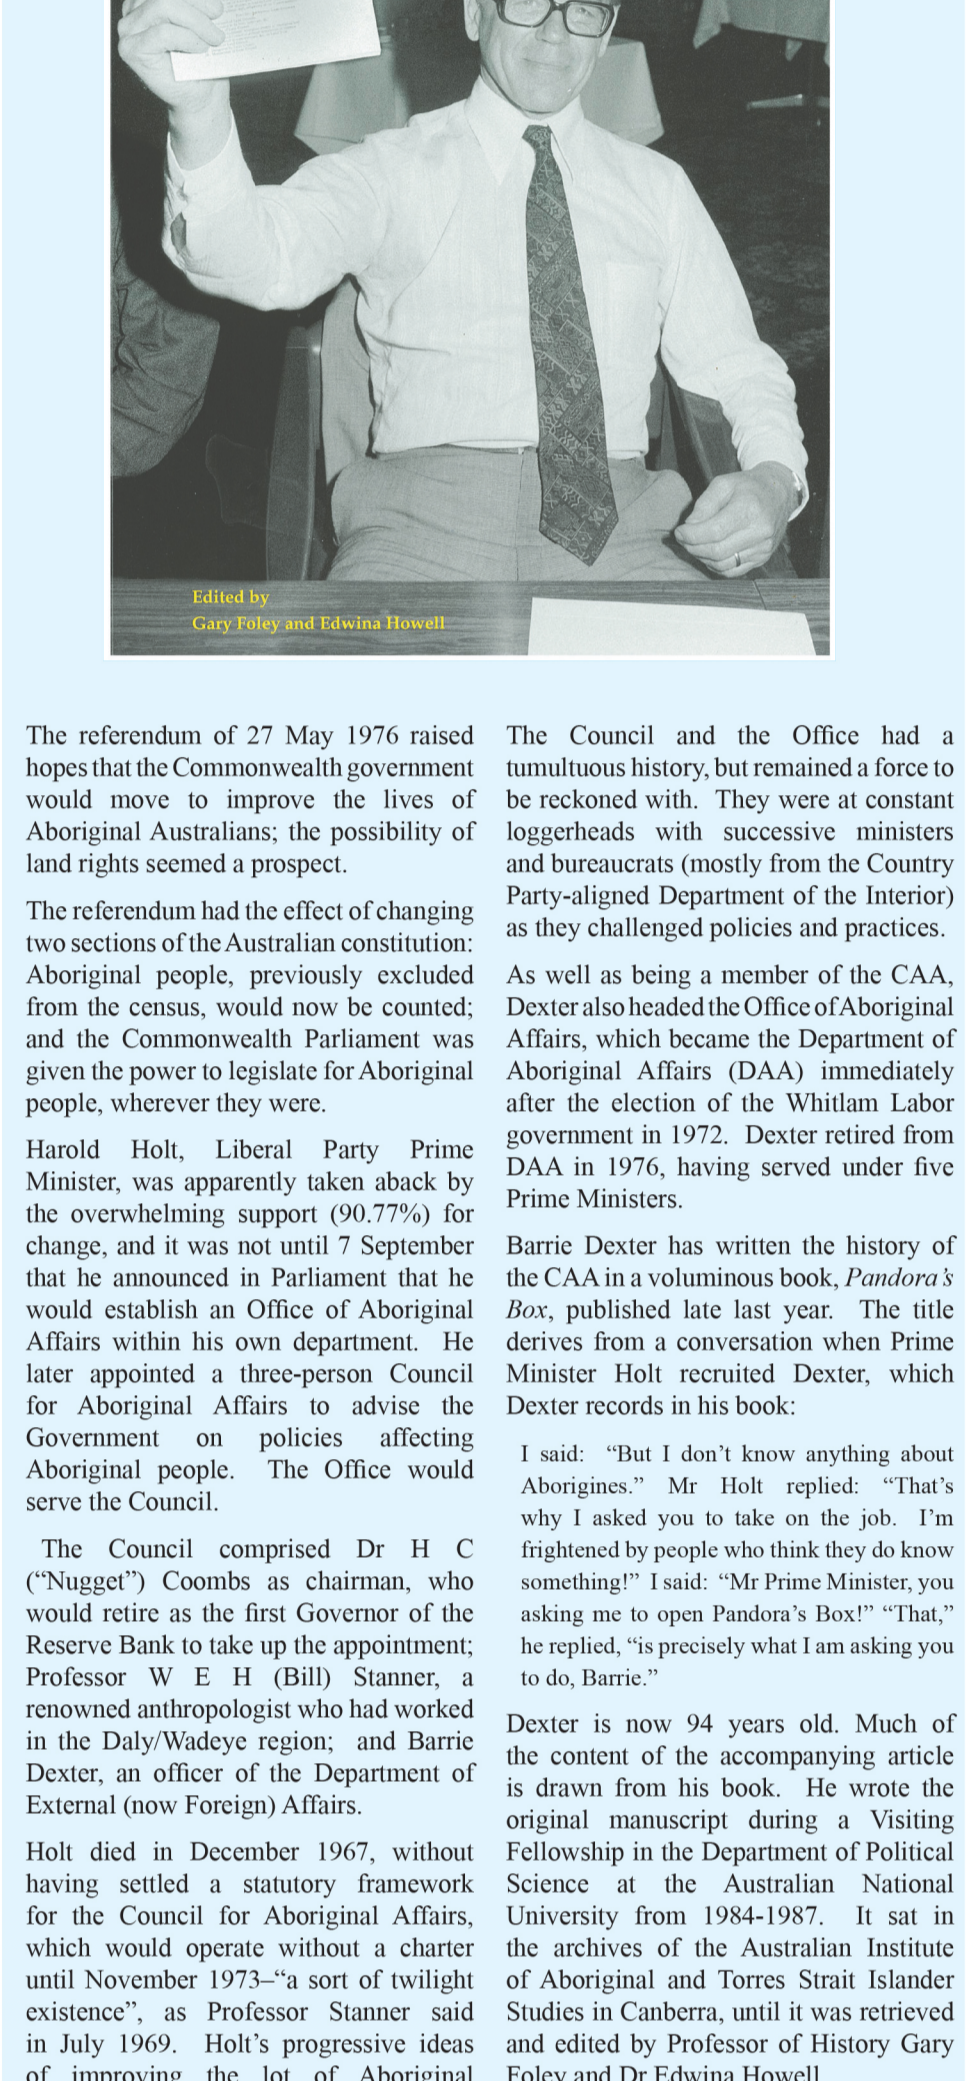 Edited by
Gary Foley and Edwina Howell
The referendum of 27 May 1976 raised
hopes that the Commonwealth government
would move to improve the lives of
Aboriginal Australians; the possibility of
land rights seemed a prospect.
The referendum had the effect of changing
two sections of the Australian constitution:
Aboriginal people, previously excluded
from the census, would now be counted;
and the Commonwealth Parliament was
given the power to legislate for Aboriginal
people, wherever they were.
Harold Holt, Liberal Party Prime
Minister, was apparently taken aback by
the overwhelming support (90.77%) for
change, and it was not until 7 September
that he announced in Parliament that he
would establish an Office of Aboriginal
Affairs within his own department. He
later appointed a three-person Council
for Aboriginal Affairs to advise the
Government on policies affecting
Aboriginal people. The Office would
serve the Council.
The Council comprised Dr H C
(“Nugget”) Coombs as chairman, who
would retire as the first Governor of the
Reserve Bank to take up the appointment;
Professor W E H (Bill) Stanner, a
renowned anthropologist who had worked
in the Daly/Wadeye region; and Barrie
Dexter, an officer of the Department of
External (now Foreign) Affairs.
Holt died in December 1967, without
having settled a statutory framework
for the Council for Aboriginal Affairs,
which would operate without a charter
until November 1973–“a sort of twilight
existence”, as Professor Stanner said
in July 1969. Holt’s progressive ideas
of improving the lot of Aboriginal
The Council and the Office had a
tumultuous history, but remained a force to
be reckoned with. They were at constant
loggerheads with successive ministers
and bureaucrats (mostly from the Country
Party-aligned Department of the Interior)
as they challenged policies and practices.
As well as being a member of the CAA,
Dexter also headed the Office of Aboriginal
Affairs, which became the Department of
Aboriginal Affairs (DAA) immediately
after the election of the Whitlam Labor
government in 1972. Dexter retired from
DAA in 1976, having served under five
Prime Ministers.
Barrie Dexter has written the history of
the CAA in a voluminous book, Pandora’s
Box, published late last year. The title
derives from a conversation when Prime
Minister Holt recruited Dexter, which
Dexter records in his book:
I said: “But I don’t know anything about
Aborigines.” Mr Holt replied: “That’s
why I asked you to take on the job. I’m
frightened by people who think they do know
something!” I said: “Mr Prime Minister, you
asking me to open Pandora’s Box!” “That,”
he replied, “is precisely what I am asking you
to do, Barrie.”
Dexter is now 94 years old. Much of
the content of the accompanying article
is drawn from his book. He wrote the
original manuscript during a Visiting
Fellowship in the Department of Political
Science at the Australian National
University from 1984-1987. It sat in
the archives of the Australian Institute
of Aboriginal and Torres Strait Islander
Studies in Canberra, until it was retrieved
and edited by Professor of History Gary
Foley and Dr Edwina Howell